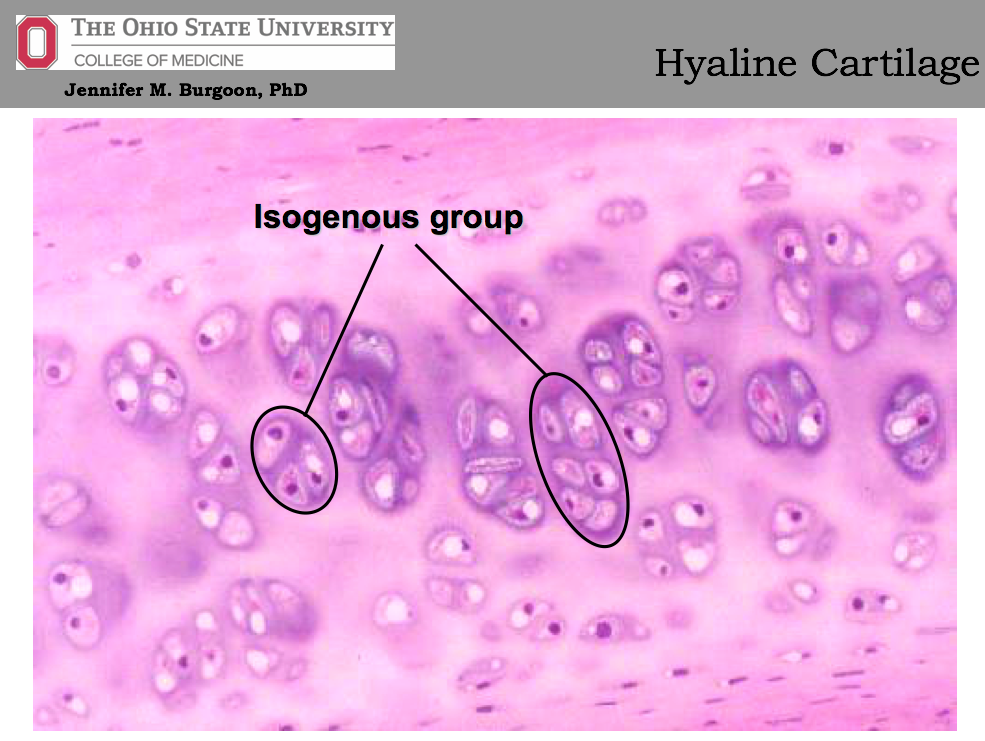 THE OHIO STATE UNIVERSITY
COLLEGE OF MEDICINE
Jennifer M. Burgoon, PhD
Hyaline Cartilage
Isogenous group